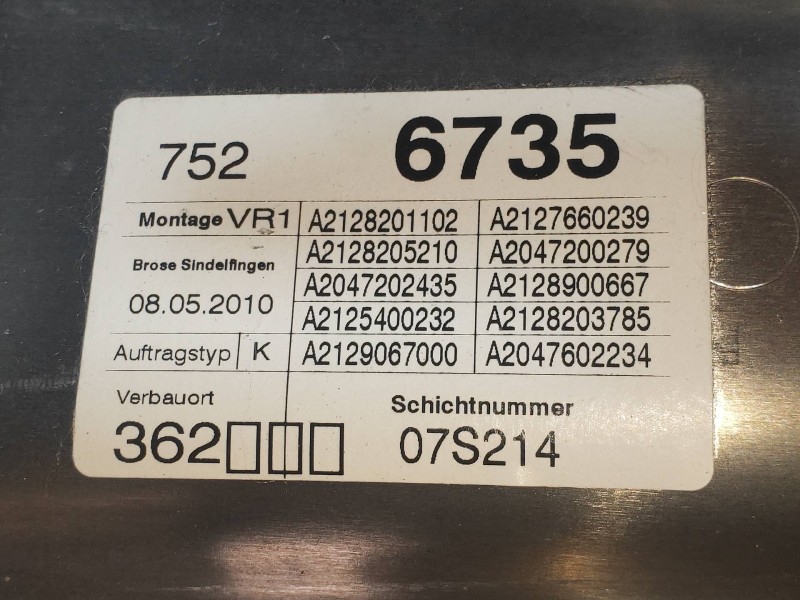 752 6735
Montage VR1 A2128201102 A2127660239
A2128205210 A2047200279
Brose Sindelfingen
A2047202435 A2128900667
08.05.2010
A2125400232 A2128203785
Auftragstyp K A2129067000 A2047602234
Verbauort Schichtnummer
362▯▯▯ 07S214